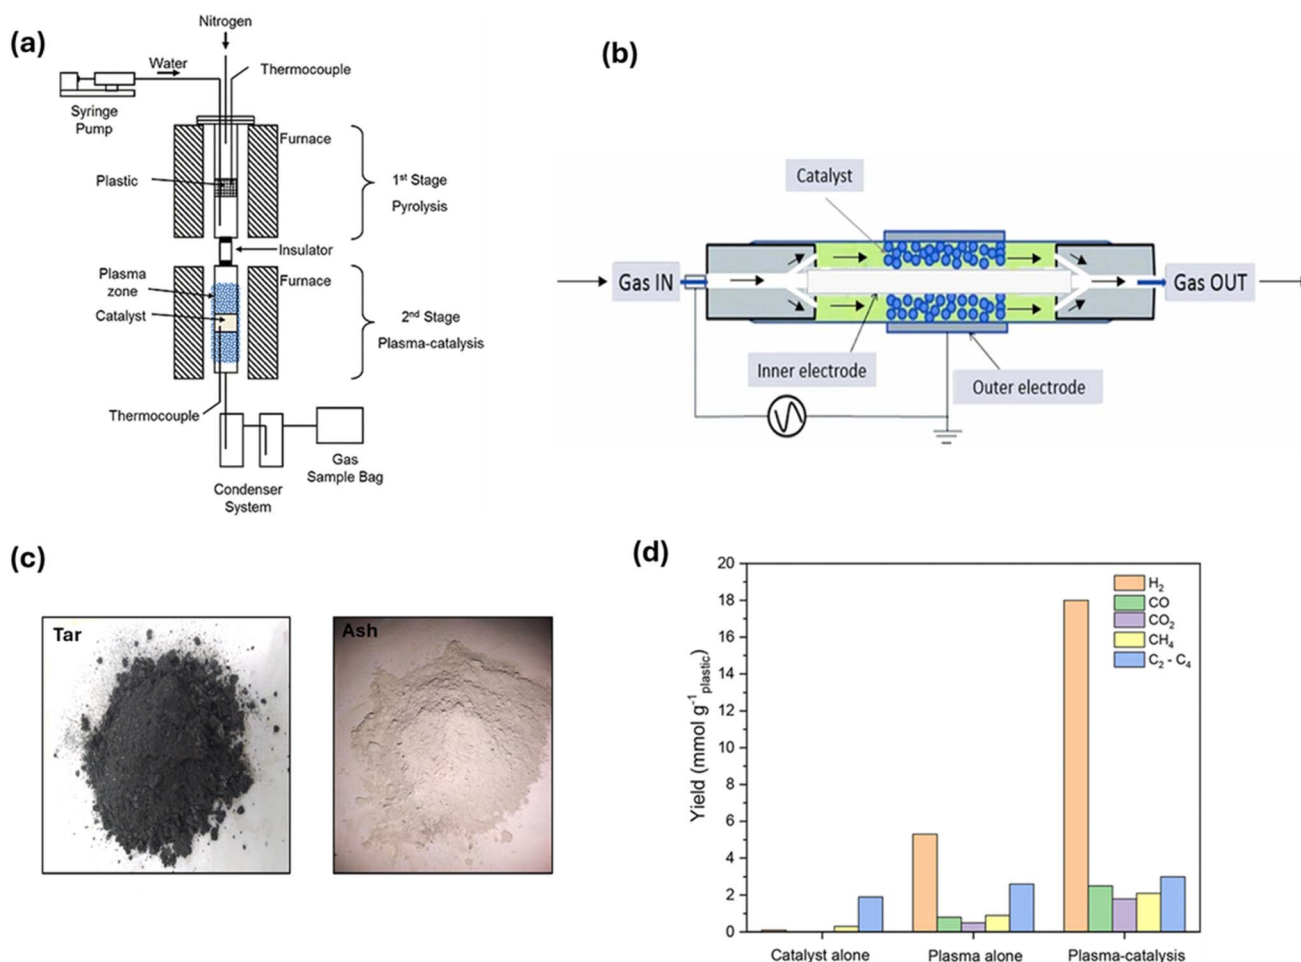 (a)
Nitrogen
Water
Thermocouple
Syringe
Pump
Furnace
Plastic
1st Stage
Pyrolysis
Insulator
Plasma
zone
Furnace
Catalyst
2nd Stage
Plasma-catalysis
Thermocouple
Gas
Sample Bag
Condenser
System
(b)
Catalyst
Gas IN
Gas OUT
Inner electrode
Outer electrode
(c)
Tar
Ash
(d)
Yield (mmol g-1plastic)
20
18
16
14
12
10
8
6
4
2
0
H2
CO
CO2
CH4
C2 - C4
Catalyst alone
Plasma alone
Plasma-catalysis